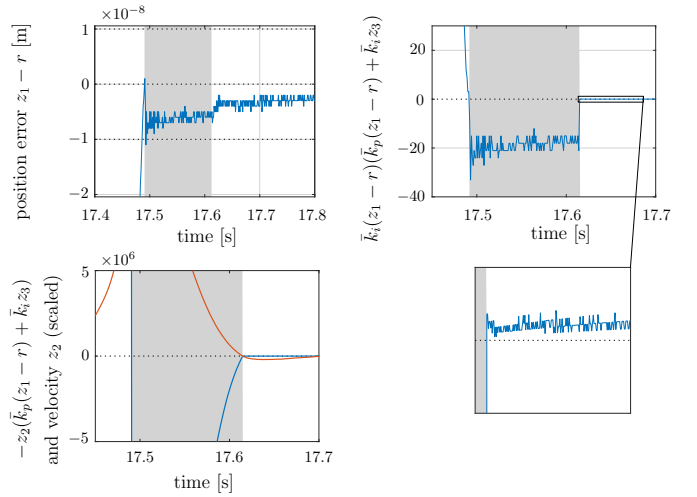 ×10⁻⁸
1
0
−1
−2
17.4 17.5 17.6 17.7 17.8
time [s]
position error z₁ − r [m]
20
0
−20
−40
17.5 17.6 17.7
time [s]
k̄ᵢ(z₁ − r)(k̄ₚ(z₁ − r) + k̄ᵢz₃)
×10⁶
5
0
−5
17.5 17.6 17.7
time [s]
−z₂(k̄ₚ(z₁ − r) + k̄ᵢz₃)
and velocity z₂ (scaled)